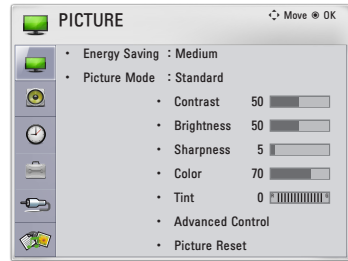 PICTURE
Move OK
• Energy Saving : Medium
• Picture Mode : Standard
• Contrast 50
• Brightness 50
• Sharpness 5
• Color 70
• Tint 0
• Advanced Control
• Picture Reset